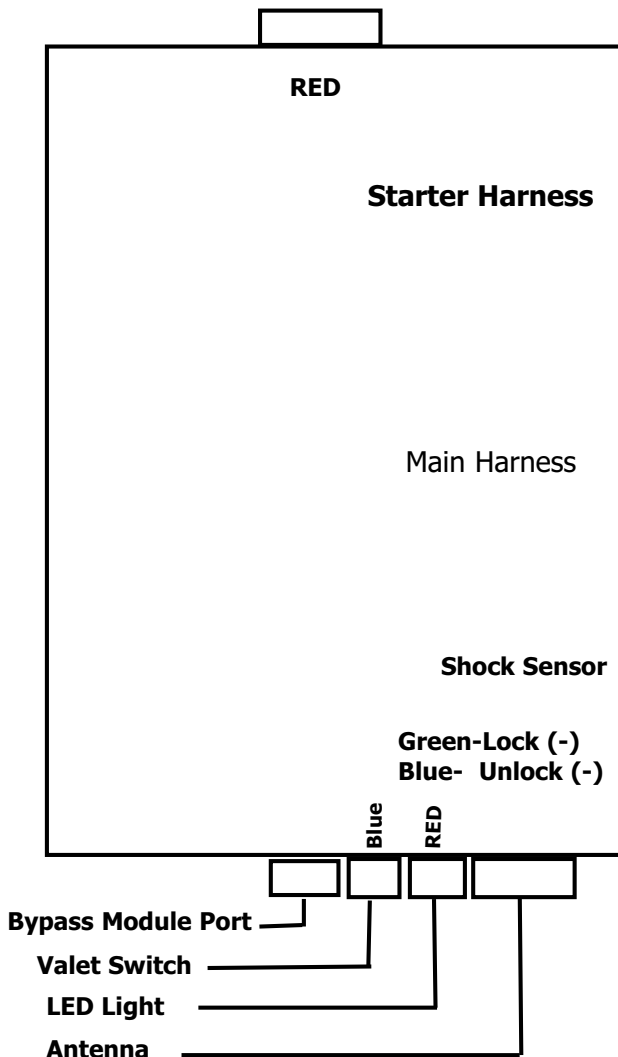 RED
Starter Harness
Main Harness
Shock Sensor
Green-Lock (-)
Blue- Unlock (-)
Blue
RED
Bypass Module Port
Valet Switch
LED Light
Antenna